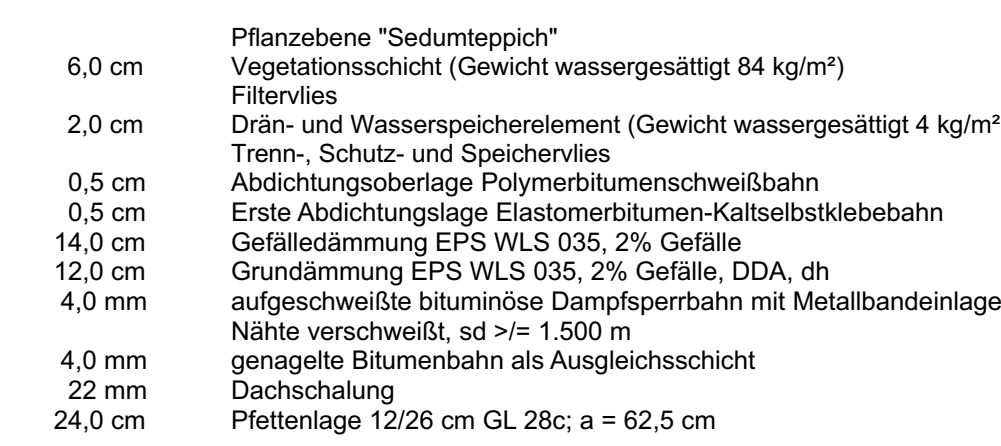 Pflanzebene "Sedumteppich"
6,0 cm Vegetationsschicht (Gewicht wassergesättigt 84 kg/m²)
Filtervlies
2,0 cm Drän- und Wasserspeicherelement (Gewicht wassergesättigt 4 kg/m²
Trenn-, Schutz- und Speichervlies
0,5 cm Abdichtungsoberlage Polymerbitumenschweißbahn
0,5 cm Erste Abdichtungslage Elastomerbitumen-Kaltselbstklebebahn
14,0 cm Gefälledämmung EPS WLS 035, 2% Gefälle
12,0 cm Grundämmung EPS WLS 035, 2% Gefälle, DDA, dh
4,0 mm aufgeschweißte bituminöse Dampfsperrbahn mit Metallbandeinlage
Nähte verschweißt, sd >/= 1.500 m
4,0 mm genagelte Bitumenbahn als Ausgleichsschicht
22 mm Dachschalung
24,0 cm Pfettenlage 12/26 cm GL 28c; a = 62,5 cm